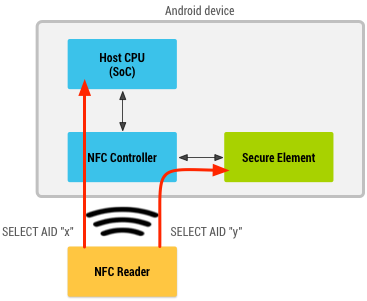 Android device
Host CPU
(SoC)
NFC Controller
Secure Element
SELECT AID "x"
SELECT AID "y"
NFC Reader